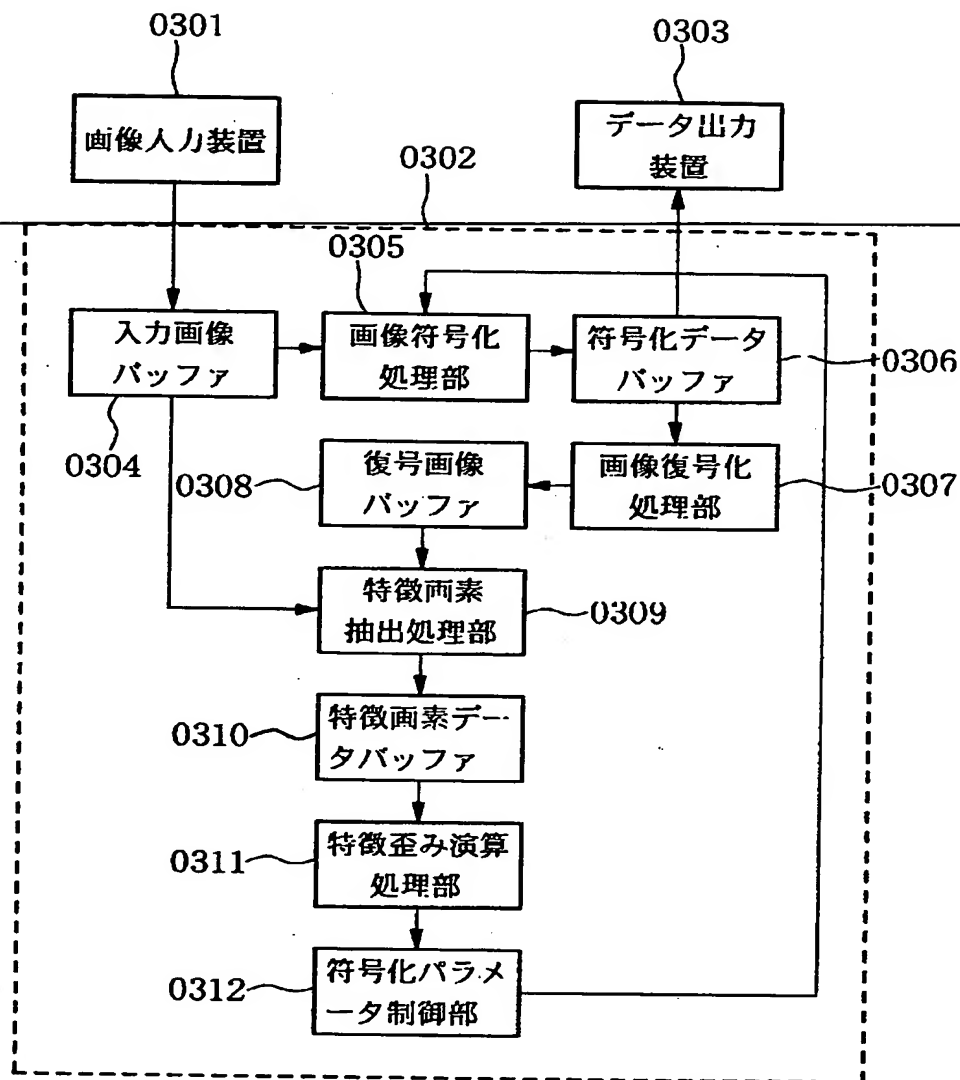 0301
0303
画像入力装置
データ出力
装置
0302
0305
入力画像
バッファ
画像符号化
処理部
符号化データ
バッファ
0306
0304
0308
復号画像
バッファ
画像復号化
処理部
0307
特徴画素
抽出処理部
0309
0310
特徴画素デー
タバッファ
0311
特徴歪み演算
処理部
0312
符号化パラメ
ータ制御部